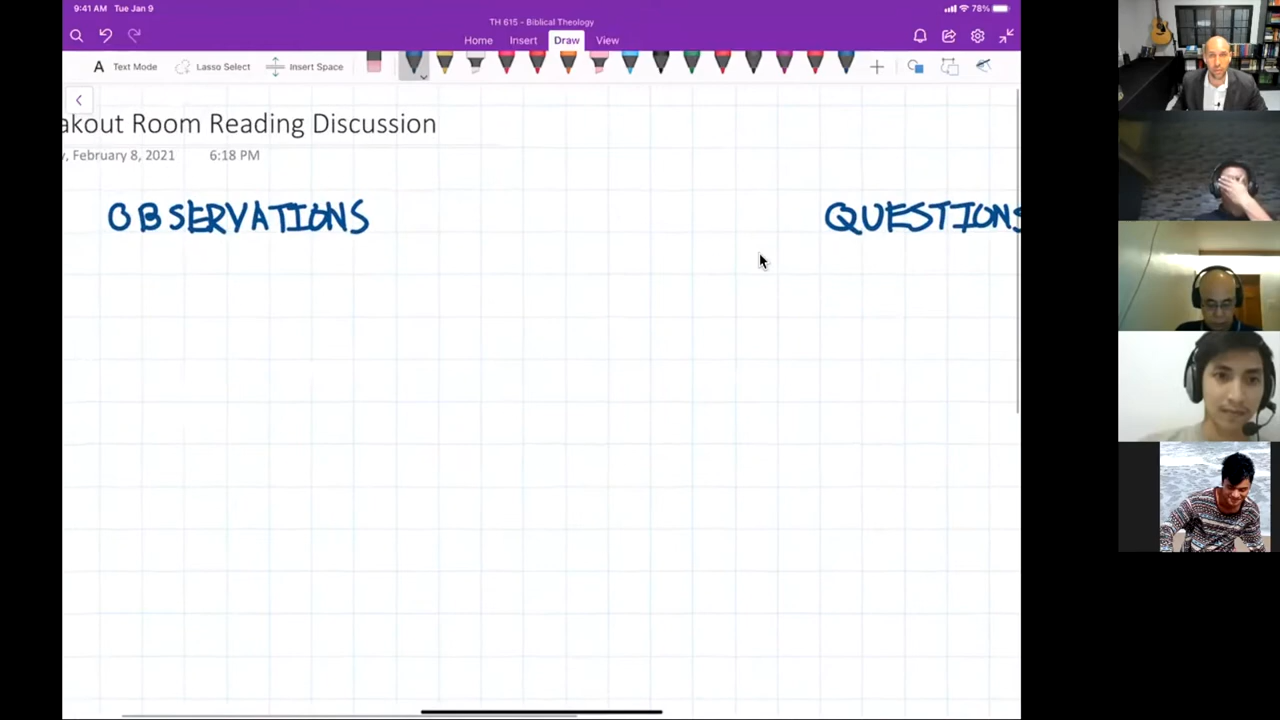 9:41 AM Tue Jan 9
78%
TH 615 - Biblical Theology
Home Insert Draw View
Text Mode Lasso Select Insert Space
akout Room Reading Discussion
y, February 8, 2021 6:18 PM
OBSERVATIONS QUESTIONS